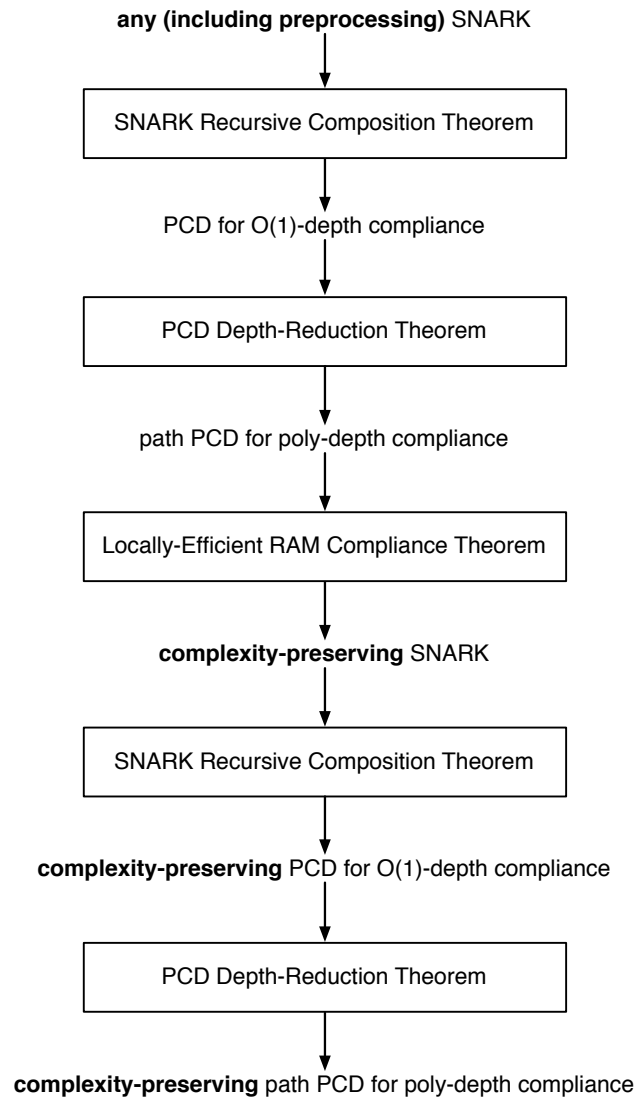 any (including preprocessing) SNARK
SNARK Recursive Composition Theorem
PCD for O(1)-depth compliance
PCD Depth-Reduction Theorem
path PCD for poly-depth compliance
Locally-Efficient RAM Compliance Theorem
complexity-preserving SNARK
SNARK Recursive Composition Theorem
complexity-preserving PCD for O(1)-depth compliance
PCD Depth-Reduction Theorem
complexity-preserving path PCD for poly-depth compliance